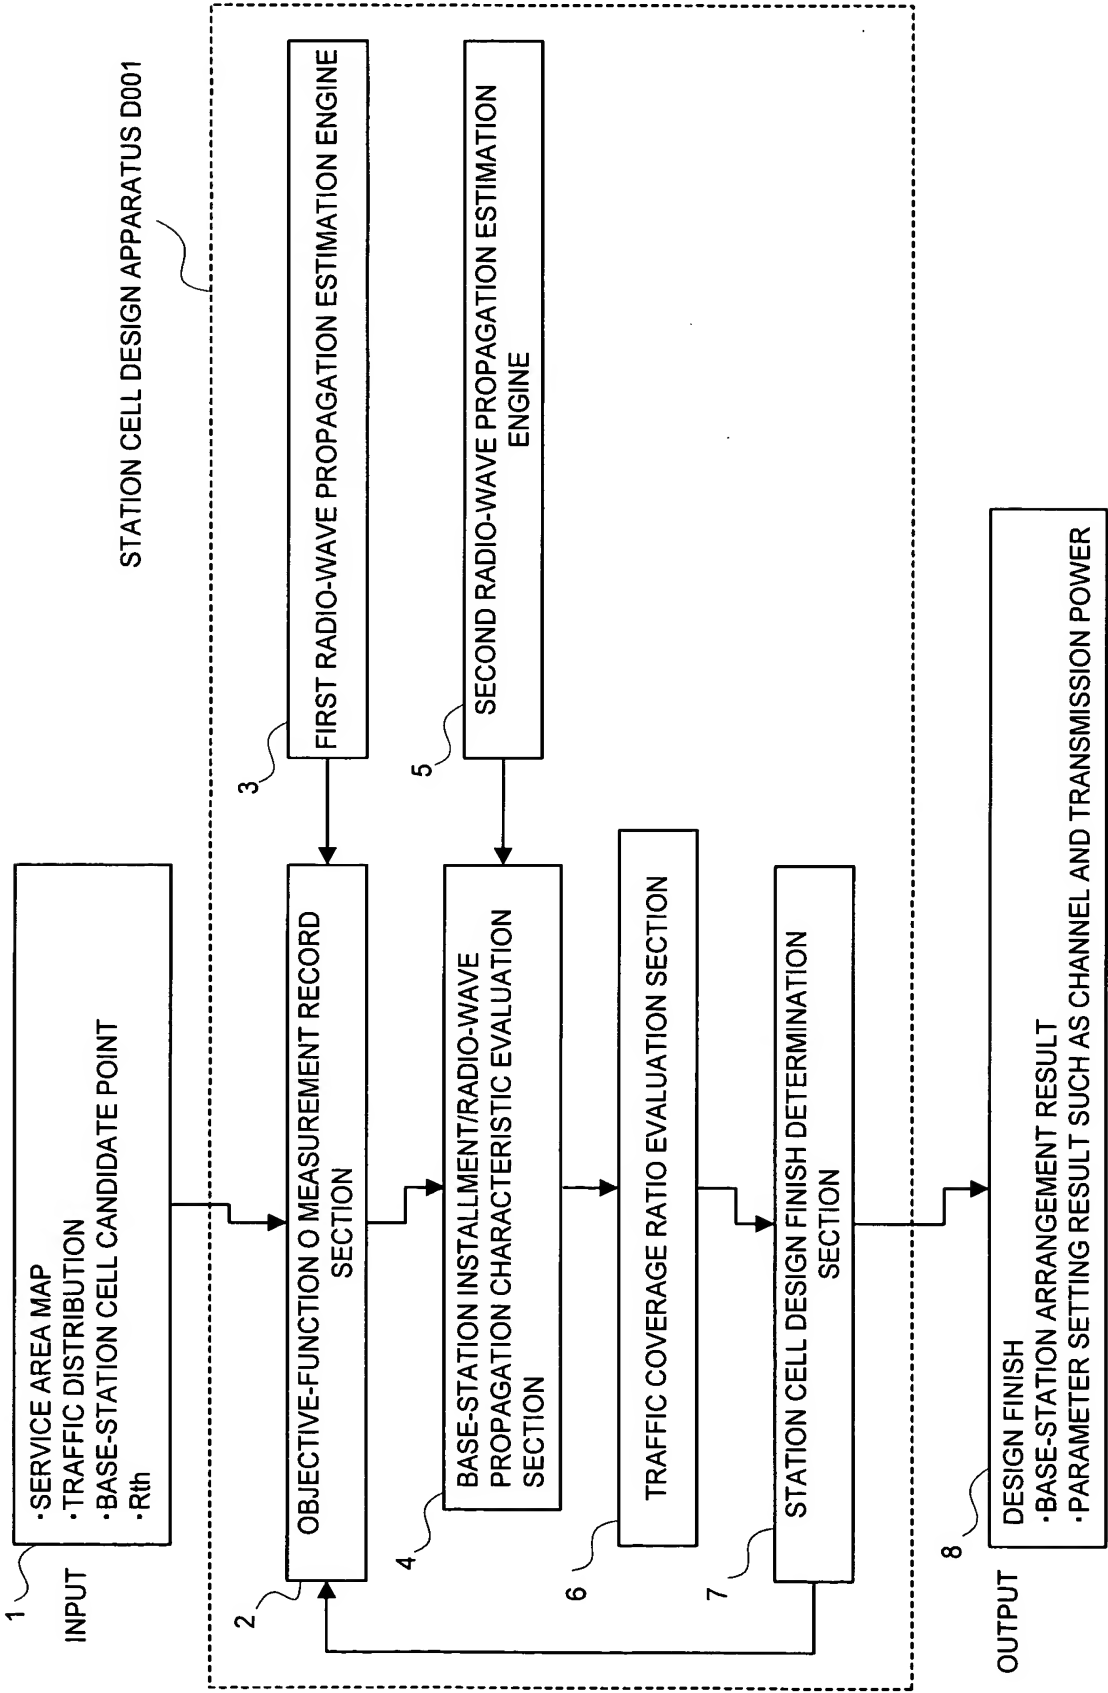 STATION CELL DESIGN APPARATUS D001
1
INPUT
·SERVICE AREA MAP
·TRAFFIC DISTRIBUTION
·BASE-STATION CELL CANDIDATE POINT
·Rth
2
OBJECTIVE-FUNCTION O MEASUREMENT RECORD
SECTION
3
FIRST RADIO-WAVE PROPAGATION ESTIMATION ENGINE
4
BASE-STATION INSTALLMENT/RADIO-WAVE
PROPAGATION CHARACTERISTIC EVALUATION
SECTION
5
SECOND RADIO-WAVE PROPAGATION ESTIMATION
ENGINE
6
TRAFFIC COVERAGE RATIO EVALUATION SECTION
7
STATION CELL DESIGN FINISH DETERMINATION
SECTION
8
OUTPUT
DESIGN FINISH
·BASE-STATION ARRANGEMENT RESULT
·PARAMETER SETTING RESULT SUCH AS CHANNEL AND TRANSMISSION POWER